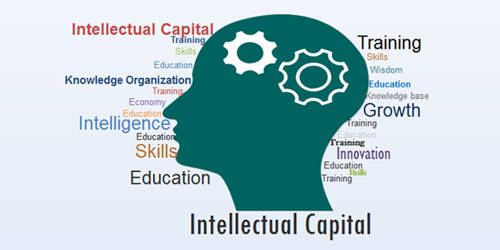 Intellectual Capital
Training
Skills
Education
Knowledge Organization
Training
Economy
Education
Intelligence
Education
Skills
Education
Training
Skills
Wisdom
Education
Knowledge base
Growth
Training
Education
Training
Innovation
Education
Skills
Training
Intellectual Capital